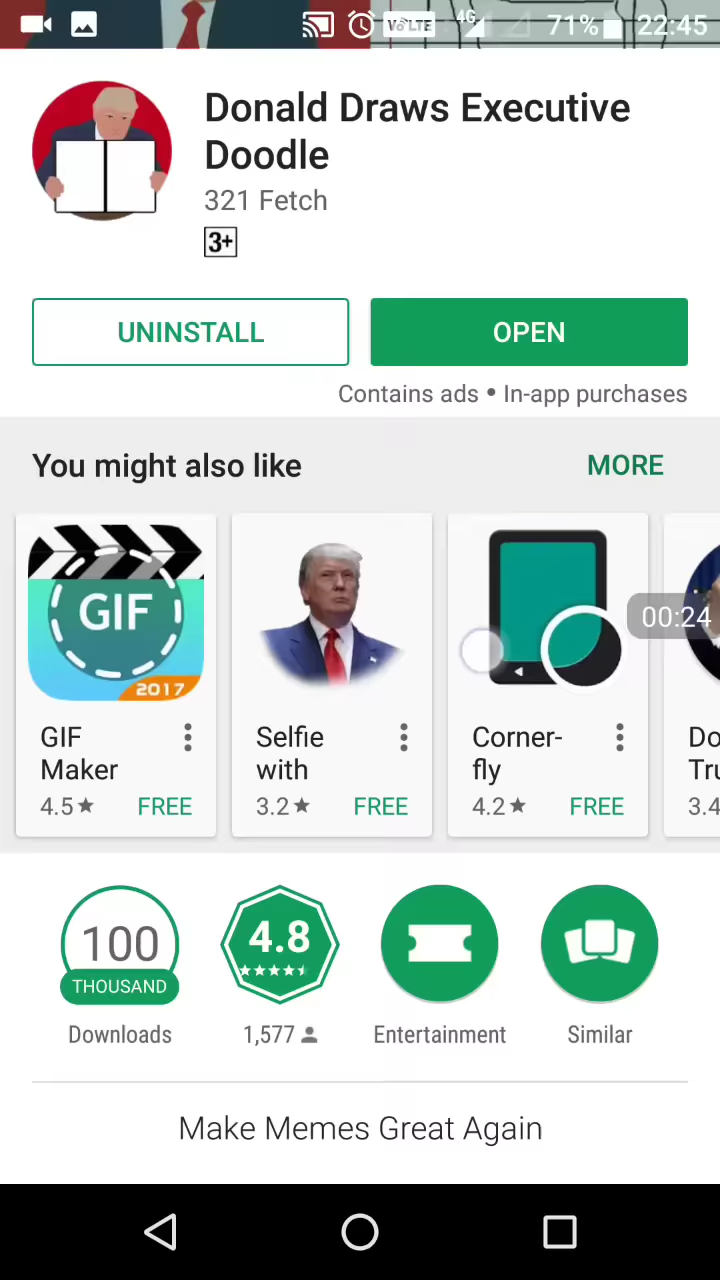 Vo LTE 4G 71% 22:45
Donald Draws Executive
Doodle
321 Fetch
3+
UNINSTALL OPEN
Contains ads • In-app purchases
You might also like MORE
GIF
2017
00:24
GIF
Maker
4.5★ FREE
Selfie
with
3.2★ FREE
Corner-
fly
4.2★ FREE
Do
Tru
3.4
100
THOUSAND
Downloads
4.8
1,577
Entertainment
Similar
Make Memes Great Again